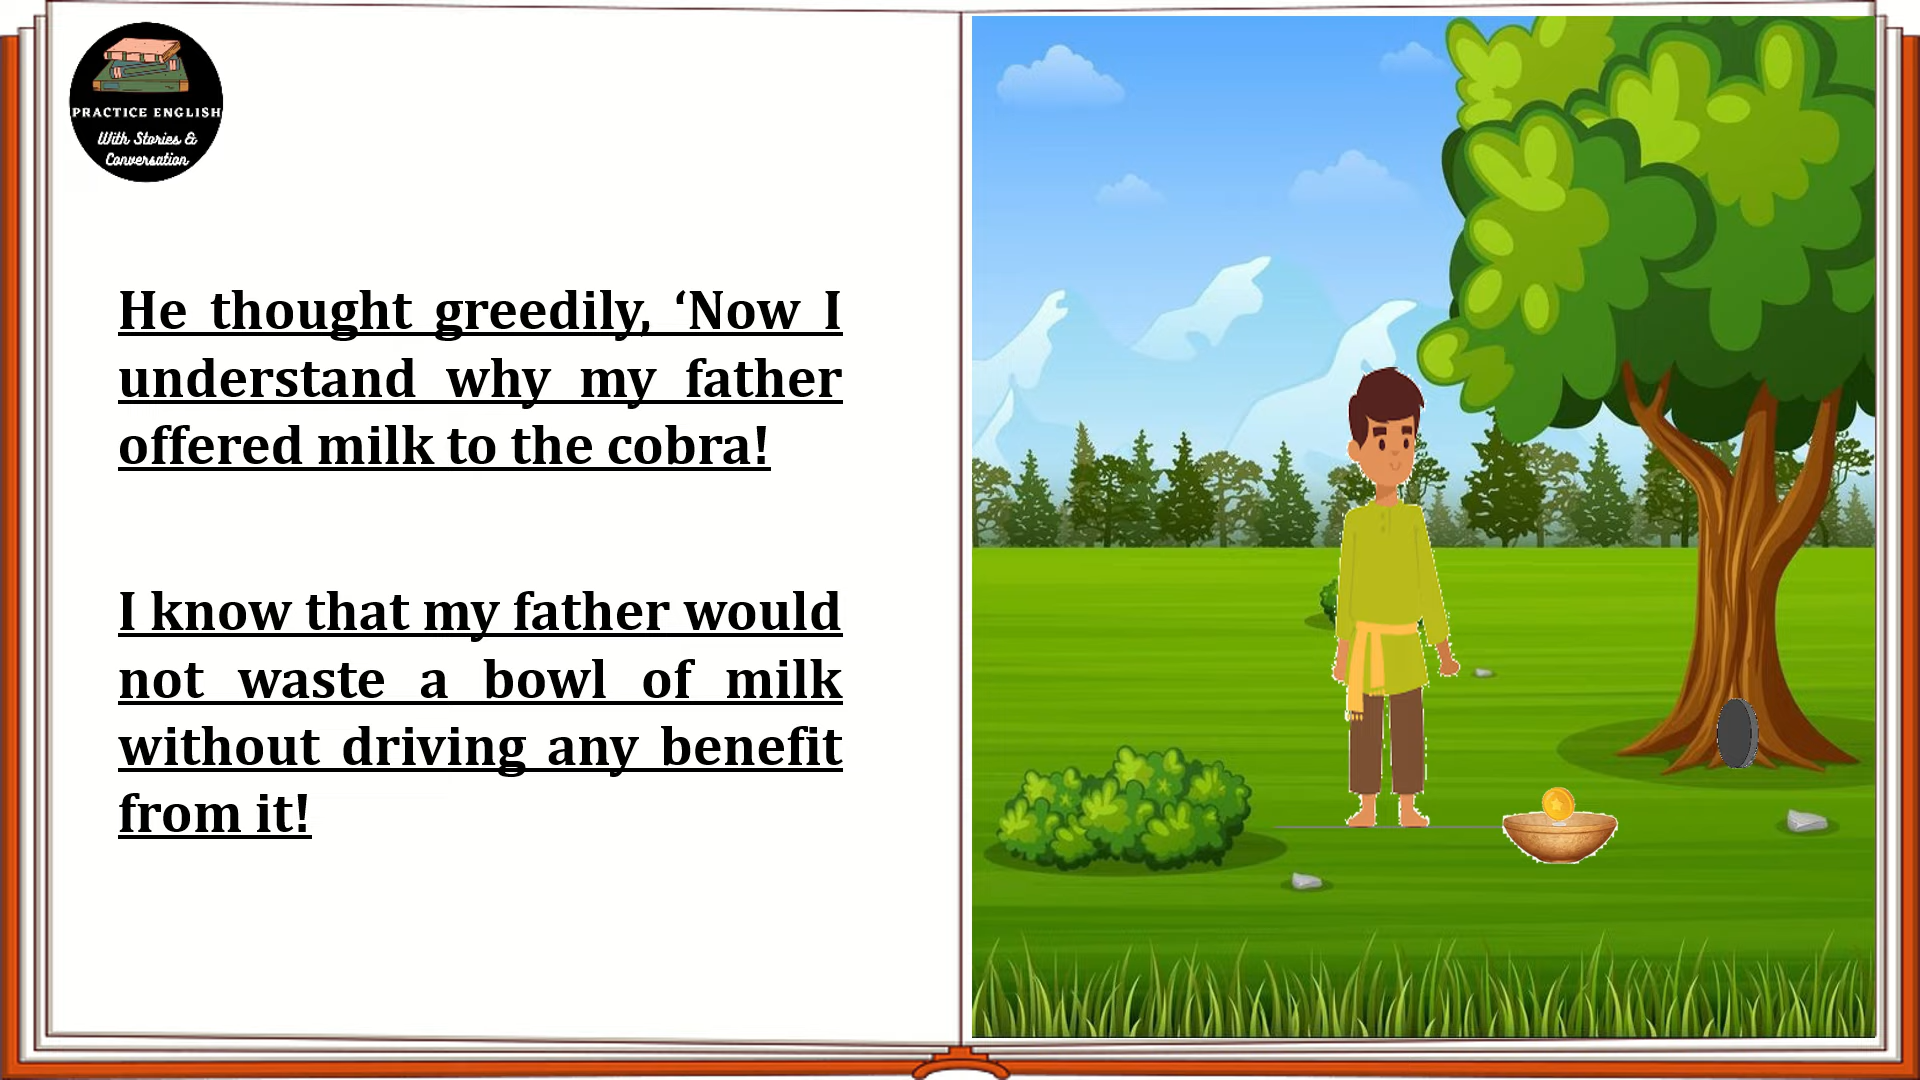 PRACTICE ENGLISH
With Stories &
Conversation
He thought greedily, ‘Now I
understand why my father
offered milk to the cobra!
I know that my father would
not waste a bowl of milk
without driving any benefit
from it!